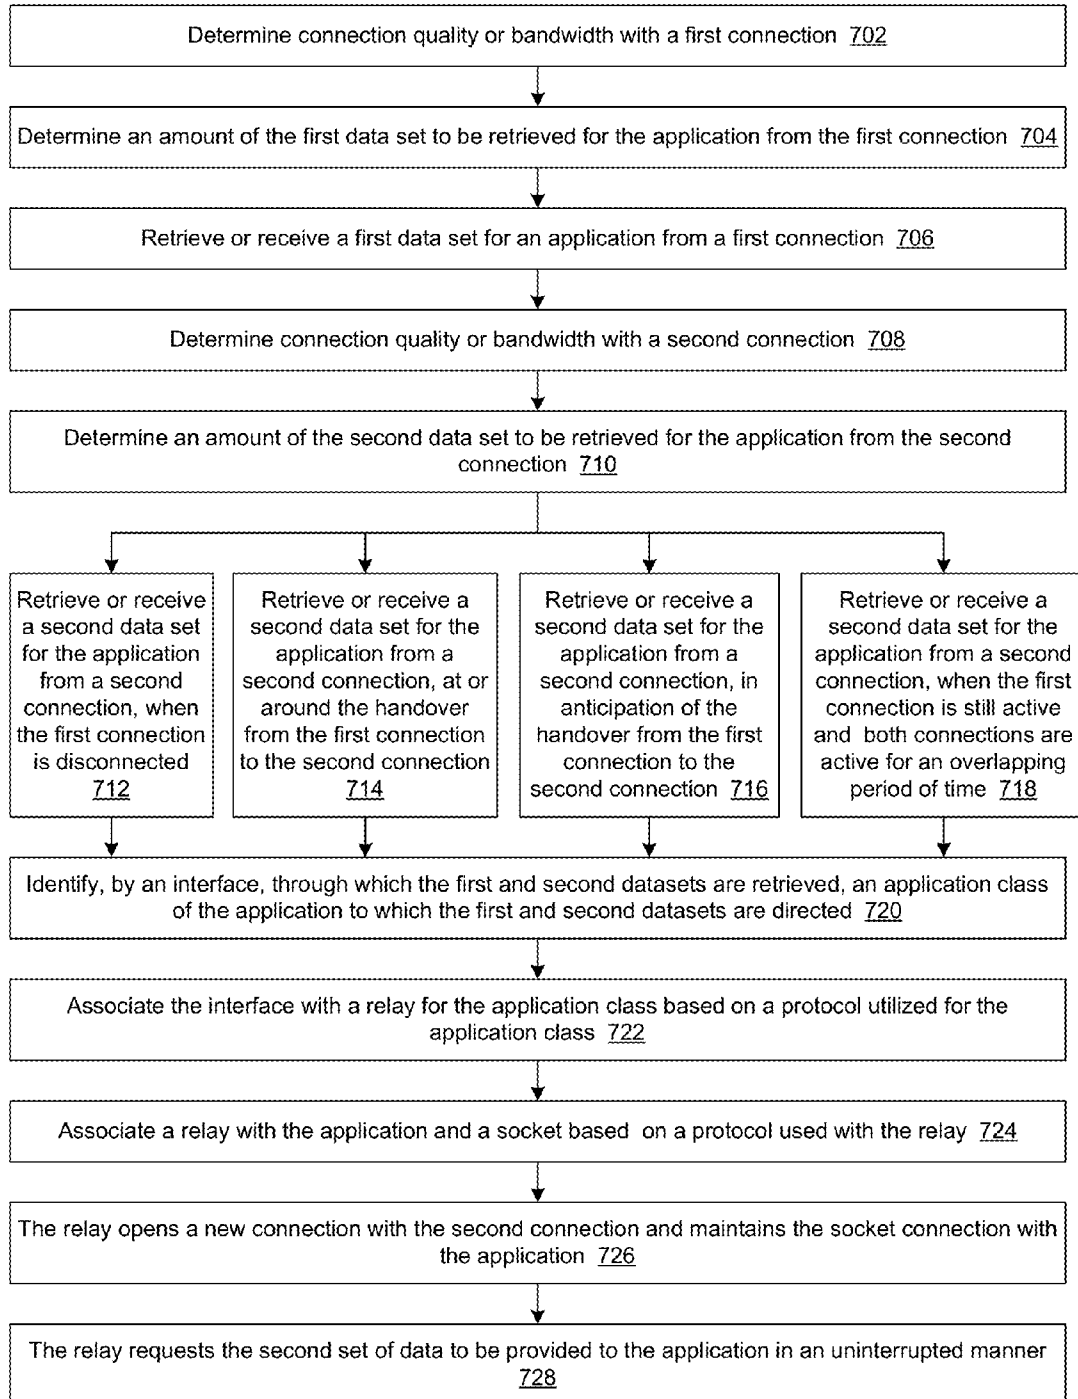 Determine connection quality or bandwidth with a first connection 702
Determine an amount of the first data set to be retrieved for the application from the first connection 704
Retrieve or receive a first data set for an application from a first connection 706
Determine connection quality or bandwidth with a second connection 708
Determine an amount of the second data set to be retrieved for the application from the second
connection 710
Retrieve or receive
a second data set
for the application
from a second
connection, when
the first connection
is disconnected
712
Retrieve or receive a
second data set for the
application from a
second connection, at or
around the handover
from the first connection
to the second connection
714
Retrieve or receive a
second data set for the
application from a
second connection, in
anticipation of the
handover from the first
connection to the
second connection 716
Retrieve or receive a
second data set for the
application from a second
connection, when the first
connection is still active
and both connections are
active for an overlapping
period of time 718
Identify, by an interface, through which the first and second datasets are retrieved, an application class
of the application to which the first and second datasets are directed 720
Associate the interface with a relay for the application class based on a protocol utilized for the
application class 722
Associate a relay with the application and a socket based on a protocol used with the relay 724
The relay opens a new connection with the second connection and maintains the socket connection with
the application 726
The relay requests the second set of data to be provided to the application in an uninterrupted manner
728